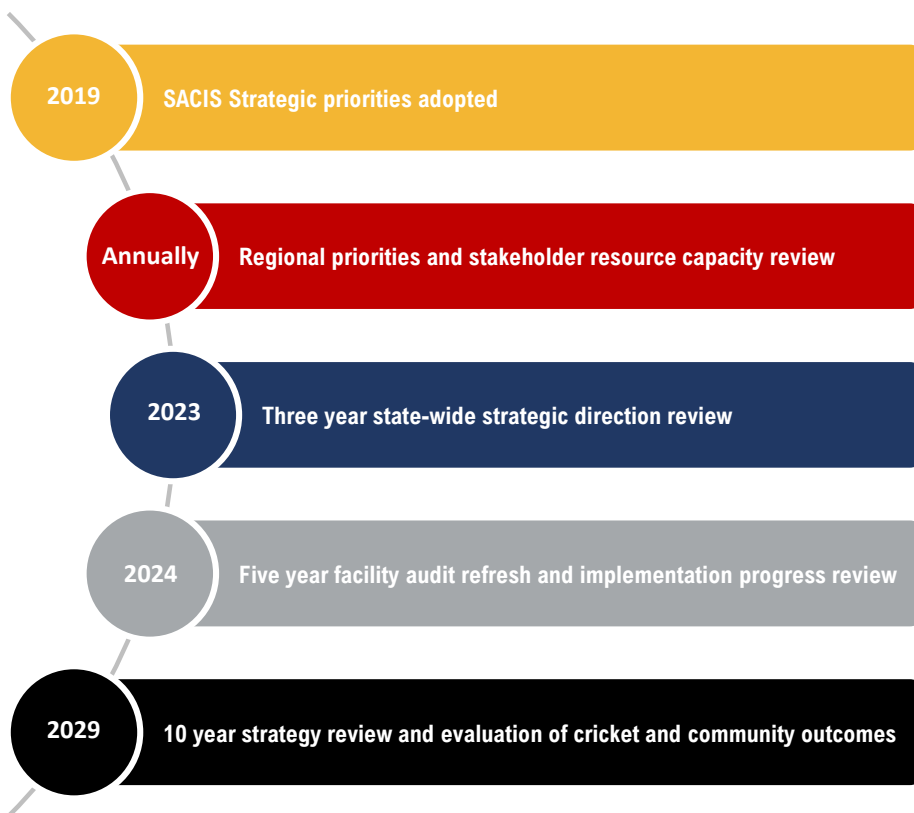 2019
SACIS Strategic priorities adopted
Annually
Regional priorities and stakeholder resource capacity review
2023
Three year state-wide strategic direction review
2024
Five year facility audit refresh and implementation progress review
2029
10 year strategy review and evaluation of cricket and community outcomes